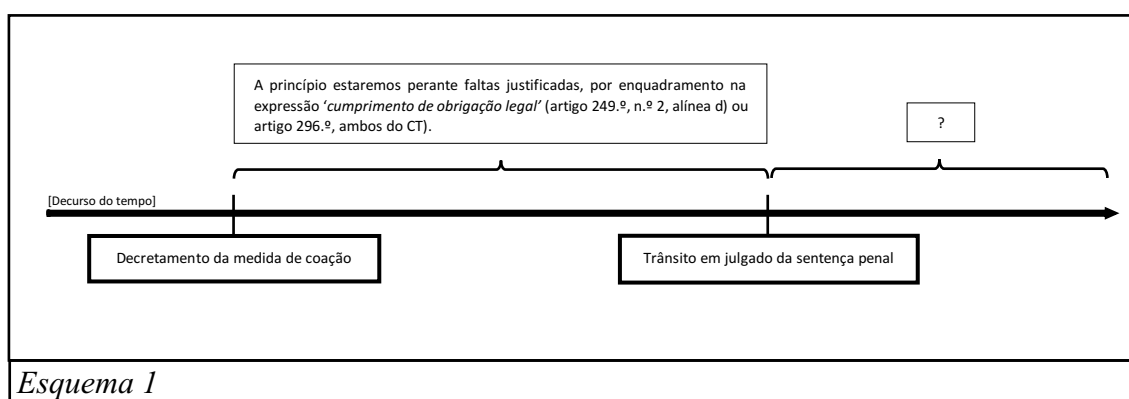 A princípio estaremos perante faltas justificadas, por enquadramento na
expressão ‘cumprimento de obrigação legal’ (artigo 249.º, n.º 2, alínea d) ou
artigo 296.º, ambos do CT).
?
[Decurso do tempo]
Decretamento da medida de coação
Trânsito em julgado da sentença penal
Esquema 1